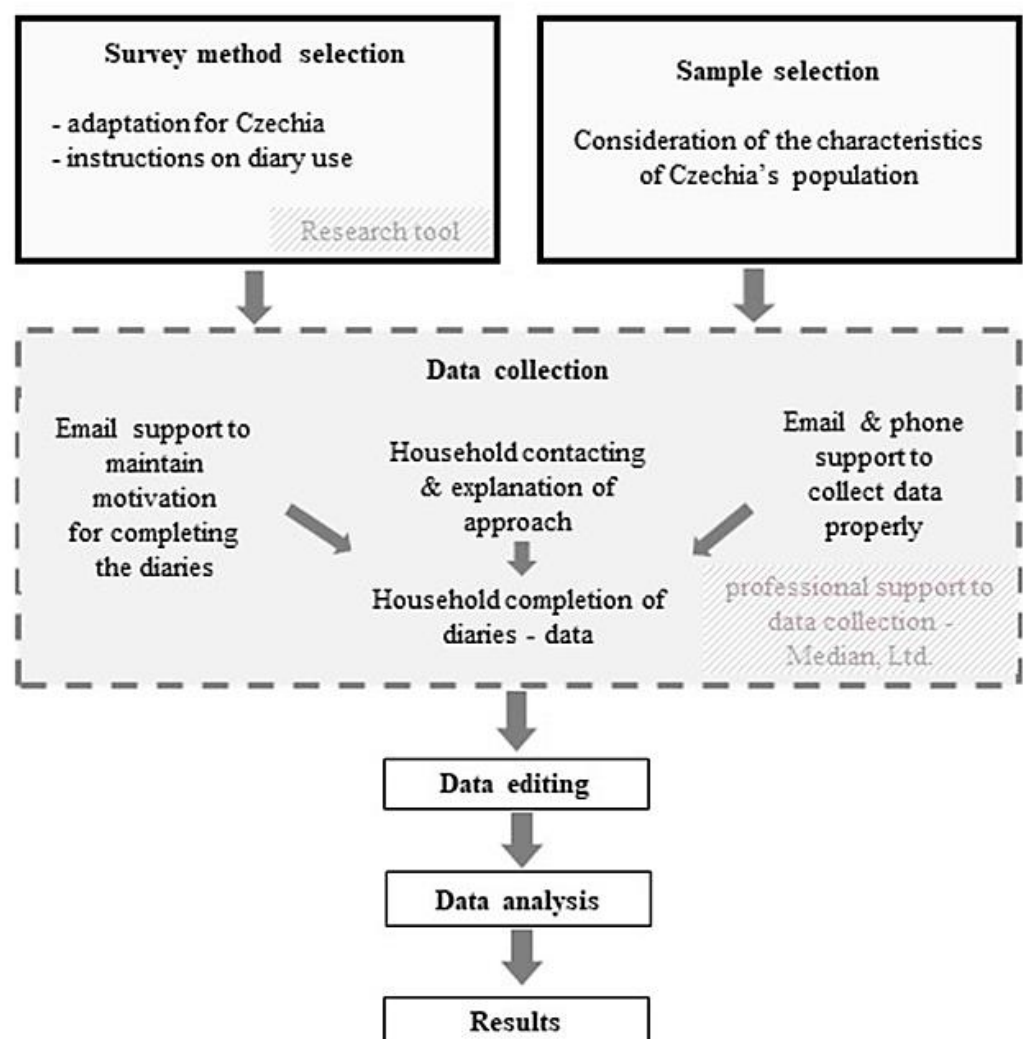 Survey method selection
- adaptation for Czechia
- instructions on diary use
Research tool
Sample selection
Consideration of the characteristics
of Czechia's population
Data collection
Email support to
maintain
motivation
for completing
the diaries
Household contacting
& explanation of
approach
Household completion of
diaries - data
Email & phone
support to
collect data
properly
professional support to
data collection -
Median, Ltd.
Data editing
Data analysis
Results